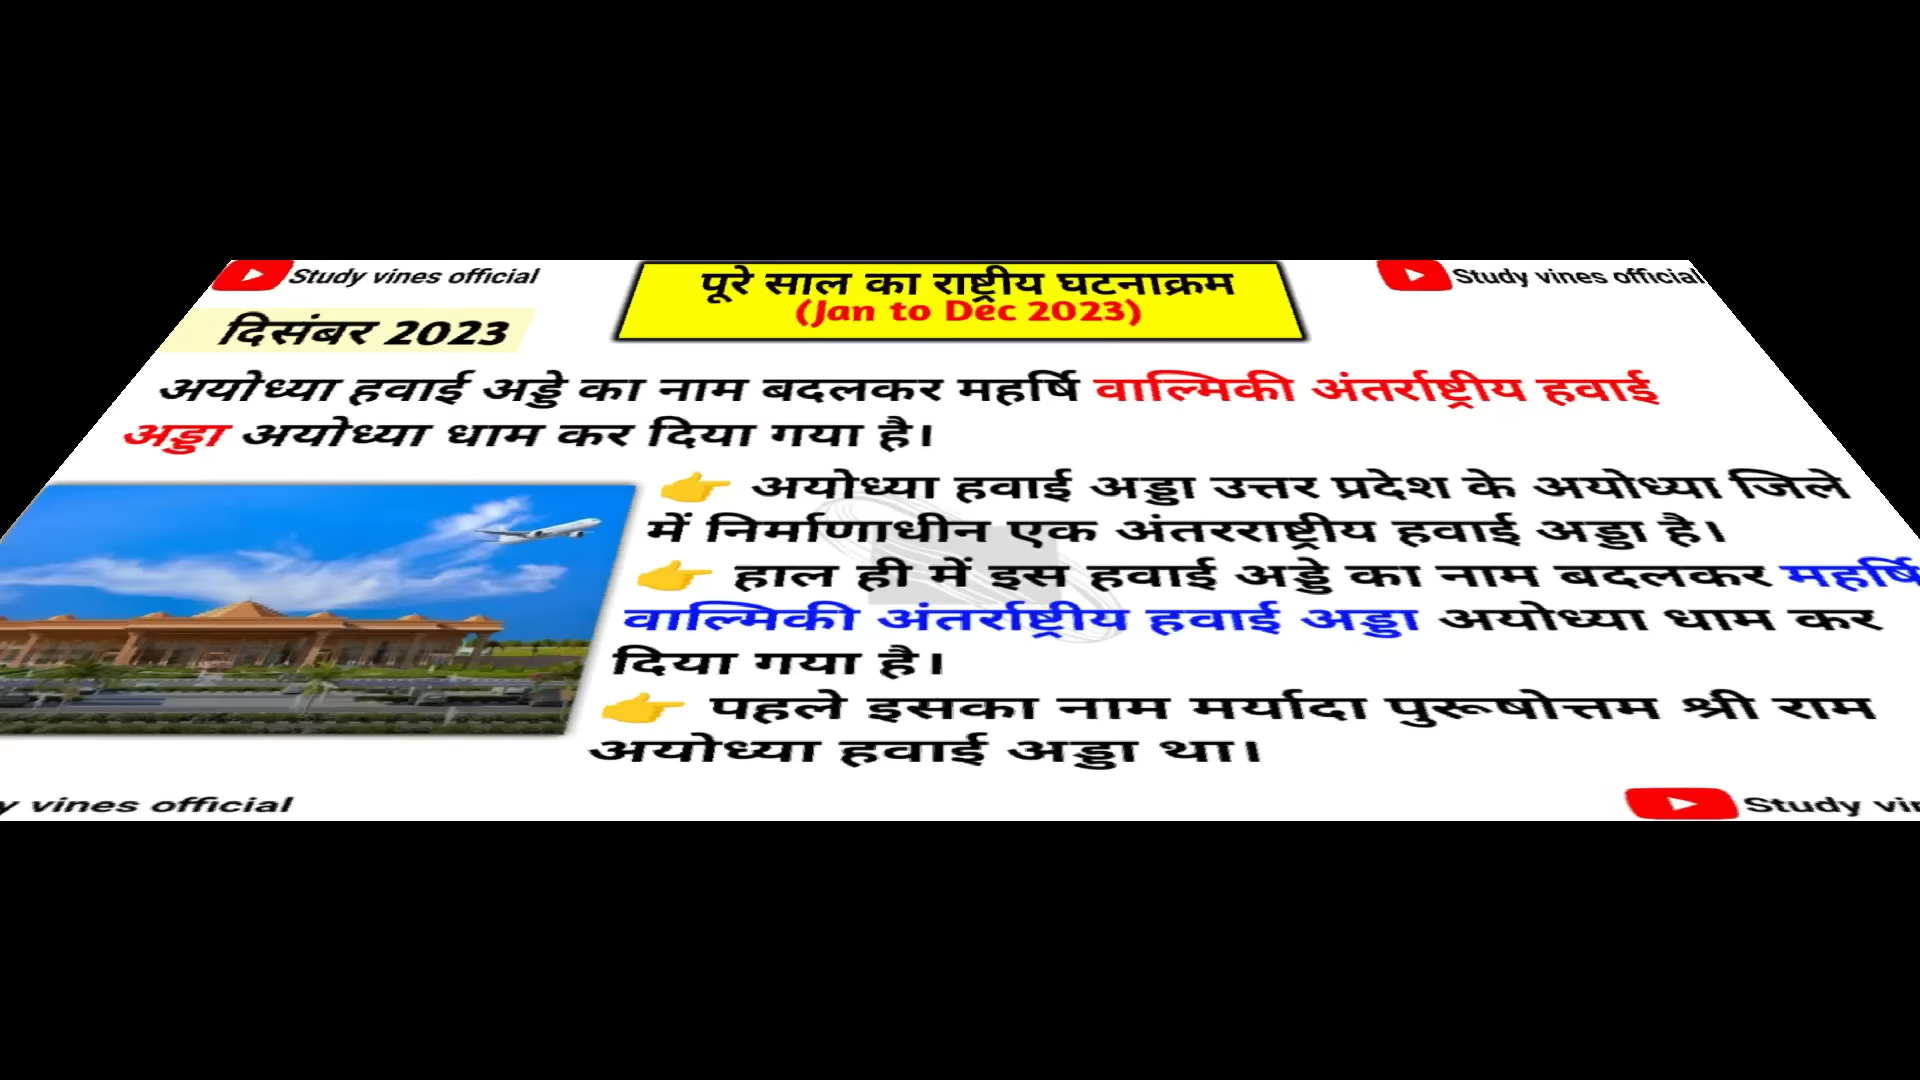 Study vines official
पूरे साल का राष्ट्रीय घटनाक्रम
Study vines official
(Jan to Dec 2023)
दिसंबर 2023
अयोध्या हवाई अड्डे का नाम बदलकर महर्षि वाल्मिकी अंतर्राष्ट्रीय हवाई
अड्डा अयोध्या धाम कर दिया गया है।
👉 अयोध्या हवाई अड्डा उत्तर प्रदेश के अयोध्या जिले
में निर्माणाधीन एक अंतरराष्ट्रीय हवाई अड्डा है।
👉 हाल ही में इस हवाई अड्डे का नाम बदलकर महर्षि
वाल्मिकी अंतर्राष्ट्रीय हवाई अड्डा अयोध्या धाम कर
दिया गया है।
👉 पहले इसका नाम मर्यादा पुरूषोत्तम श्री राम
अयोध्या हवाई अड्डा था।
vines official
Study